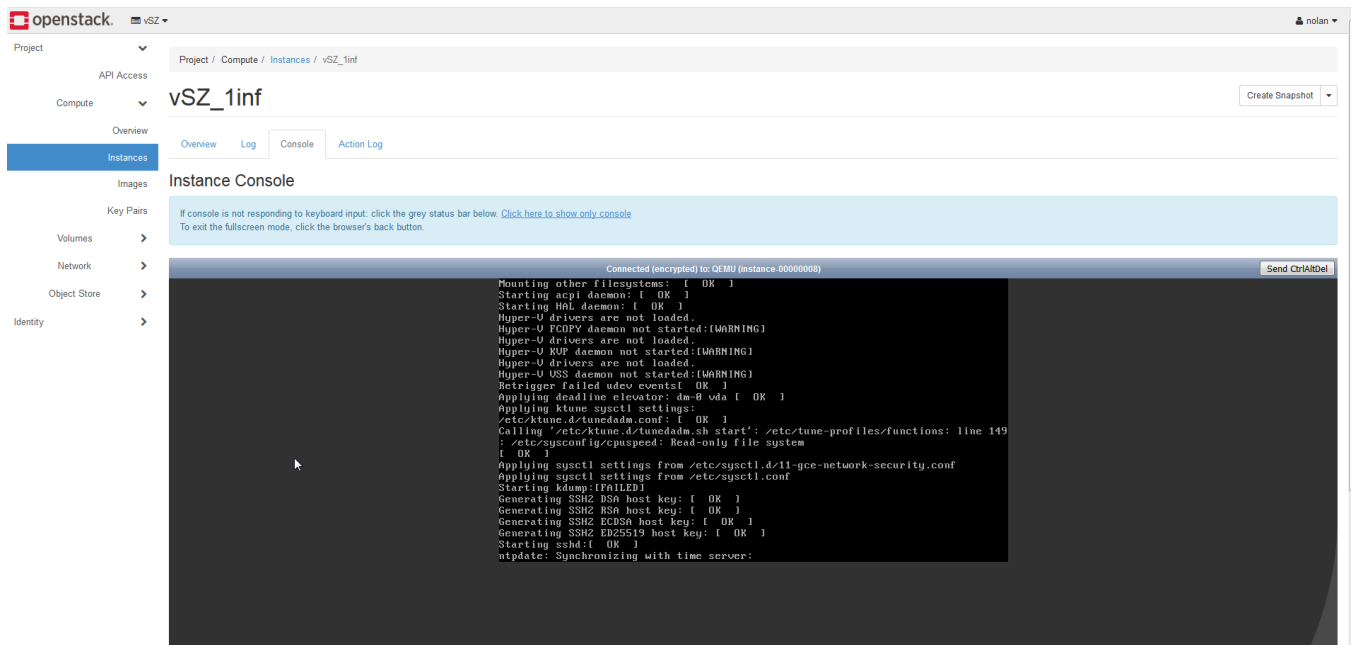 openstack. vSZ
nolan
Project
API Access
Compute
Overview
Instances
Images
Key Pairs
Volumes
Network
Object Store
Identity
Project / Compute / Instances / vSZ_1inf
vSZ_1inf
Create Snapshot
Overview Log Console Action Log
Instance Console
If console is not responding to keyboard input: click the grey status bar below. Click here to show only console
To exit the fullscreen mode, click the browser's back button.
Connected (encrypted) to: QEMU (instance-00000008)
Send CtrlAltDel
Mounting other filesystems: [ OK ]
Starting acpi daemon: [ OK ]
Starting HAL daemon: [ OK ]
Hyper-V drivers are not loaded.
Hyper-V FCOPY daemon not started:[WARNING]
Hyper-V drivers are not loaded.
Hyper-V KVP daemon not started:[WARNING]
Hyper-V drivers are not loaded.
Hyper-V VSS daemon not started:[WARNING]
Retrigger failed udev events[ OK ]
Applying deadline elevator: dm-0 vda [ OK ]
Applying ktune sysctl settings:
/etc/ktune.d/tunedadm.conf: [ OK ]
Calling '/etc/ktune.d/tunedadm.sh start': /etc/tune-profiles/functions: line 149
: /etc/sysconfig/cpuspeed: Read-only file system
[ OK ]
Applying sysctl settings from /etc/sysctl.d/11-gce-network-security.conf
Applying sysctl settings from /etc/sysctl.conf
Starting kdump:[FAILED]
Generating SSH2 DSA host key: [ OK ]
Generating SSH2 RSA host key: [ OK ]
Generating SSH2 ECDSA host key: [ OK ]
Generating SSH2 ED25519 host key: [ OK ]
Starting sshd:[ OK ]
ntpdate: Synchronizing with time server: